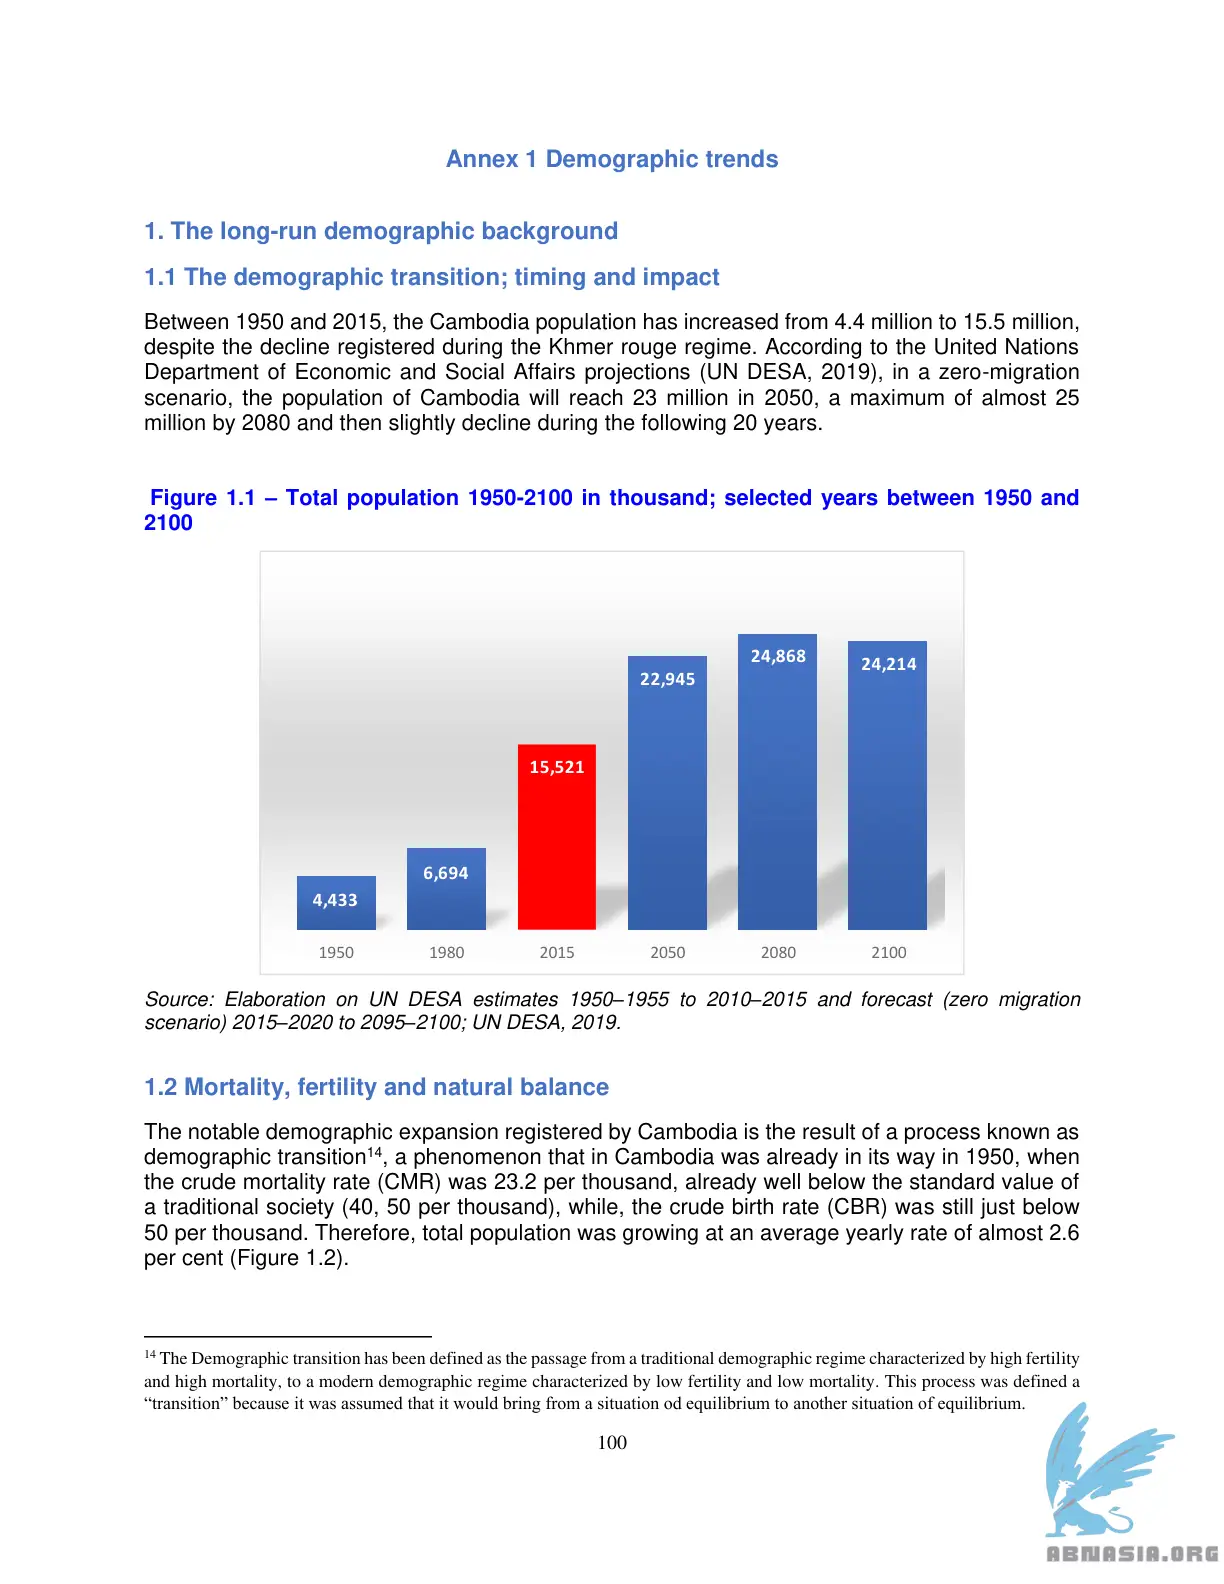 Annex 1 Demographic trends
1. The long-run demographic background
1.1 The demographic transition; timing and impact
Between 1950 and 2015, the Cambodia population has increased from 4.4 million to 15.5 million,
despite the decline registered during the Khmer rouge regime. According to the United Nations
Department of Economic and Social Affairs projections (UN DESA, 2019), in a zero-migration
scenario, the population of Cambodia will reach 23 million in 2050, a maximum of almost 25
million by 2080 and then slightly decline during the following 20 years.
Figure 1.1 – Total population 1950-2100 in thousand; selected years between 1950 and
2100
4,433
6,694
15,521
22,945
24,868
24,214
1950 1980 2015 2050 2080 2100
Source: Elaboration on UN DESA estimates 1950–1955 to 2010–2015 and forecast (zero migration
scenario) 2015–2020 to 2095–2100; UN DESA, 2019.
1.2 Mortality, fertility and natural balance
The notable demographic expansion registered by Cambodia is the result of a process known as
demographic transition14, a phenomenon that in Cambodia was already in its way in 1950, when
the crude mortality rate (CMR) was 23.2 per thousand, already well below the standard value of
a traditional society (40, 50 per thousand), while, the crude birth rate (CBR) was still just below
50 per thousand. Therefore, total population was growing at an average yearly rate of almost 2.6
per cent (Figure 1.2).
14 The Demographic transition has been defined as the passage from a traditional demographic regime characterized by high fertility
and high mortality, to a modern demographic regime characterized by low fertility and low mortality. This process was defined a
“transition” because it was assumed that it would bring from a situation od equilibrium to another situation of equilibrium.
100
ABNASIA.ORG